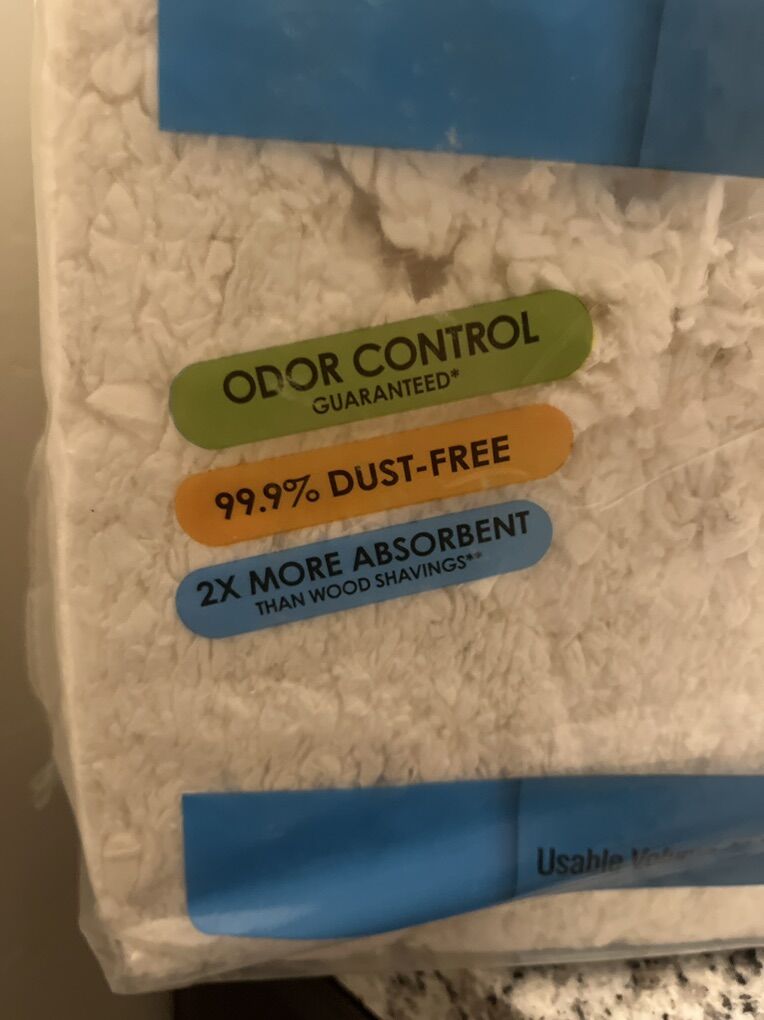 ODOR CONTROL
GUARANTEED*
99.9% DUST-FREE
2X MORE ABSORBENT
THAN WOOD SHAVINGS**
Usable